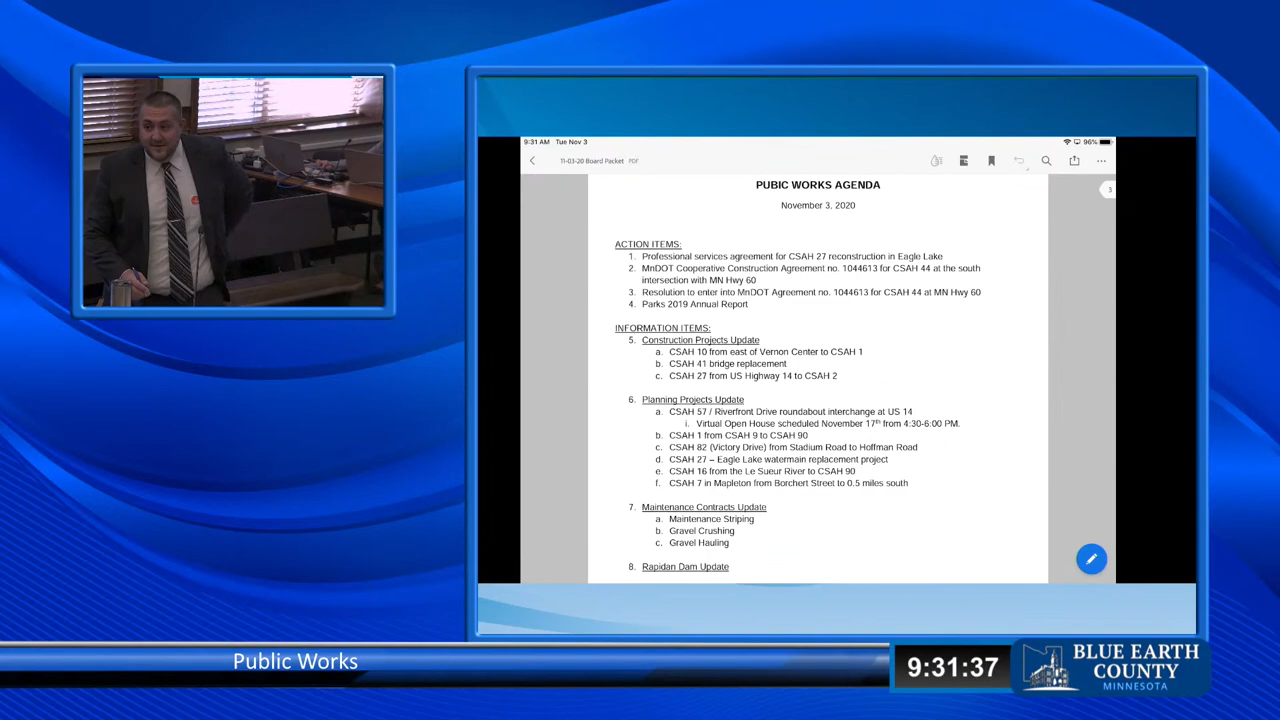 9:31 AM Tue Nov 3
96%
11-03-20 Board Packet PDF
3
PUBIC WORKS AGENDA
November 3, 2020
ACTION ITEMS:
1. Professional services agreement for CSAH 27 reconstruction in Eagle Lake
2. MnDOT Cooperative Construction Agreement no. 1044613 for CSAH 44 at the south
intersection with MN Hwy 60
3. Resolution to enter into MnDOT Agreement no. 1044613 for CSAH 44 at MN Hwy 60
4. Parks 2019 Annual Report
INFORMATION ITEMS:
5. Construction Projects Update
a. CSAH 10 from east of Vernon Center to CSAH 1
b. CSAH 41 bridge replacement
c. CSAH 27 from US Highway 14 to CSAH 2
6. Planning Projects Update
a. CSAH 57 / Riverfront Drive roundabout interchange at US 14
i. Virtual Open House scheduled November 17th from 4:30-6:00 PM.
b. CSAH 1 from CSAH 9 to CSAH 90
c. CSAH 82 (Victory Drive) from Stadium Road to Hoffman Road
d. CSAH 27 – Eagle Lake watermain replacement project
e. CSAH 16 from the Le Sueur River to CSAH 90
f. CSAH 7 in Mapleton from Borchert Street to 0.5 miles south
7. Maintenance Contracts Update
a. Maintenance Striping
b. Gravel Crushing
c. Gravel Hauling
8. Rapidan Dam Update
Public Works
9:31:37
BLUE EARTH
COUNTY
MINNESOTA